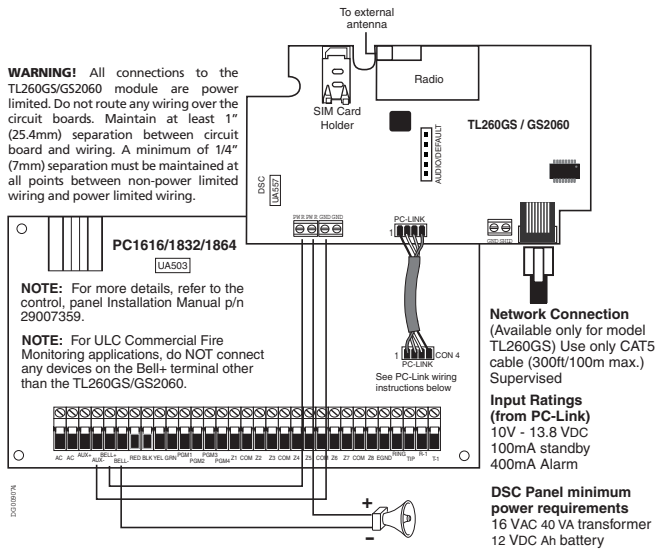 To external
antenna
WARNING! All connections to the
TL260GS/GS2060 module are power
limited. Do not route any wiring over the
circuit boards. Maintain at least 1"
(25.4mm) separation between circuit
board and wiring. A minimum of 1/4"
(7mm) separation must be maintained at
all points between non-power limited
wiring and power limited wiring.
Radio
SIM Card
Holder
TL260GS / GS2060
AUDIO/DEFAULT
DSC
UA557
PWR PWR GND GND
PC-LINK
1
GND GND
PC1616/1832/1864
UA503
NOTE: For more details, refer to the
control, panel Installation Manual p/n
29007359.
NOTE: For ULC Commercial Fire
Monitoring applications, do NOT connect
any devices on the Bell+ terminal other
than the TL260GS/GS2060.
1 CON 4
PC-LINK
See PC-Link wiring
instructions below
Network Connection
(Available only for model
TL260GS) Use only CAT5
cable (300ft/100m max.)
Supervised
Input Ratings
(from PC-Link)
10V - 13.8 VDC
100mA standby
400mA Alarm
DSC Panel minimum
power requirements
16 VAC 40 VA transformer
12 VDC Ah battery
AC AC AUX+ AUX- BELL+ BELL- RED BLK YEL GRN PGM1 PGM2 PGM3 PGM4 Z1 COM Z2 Z3 COM Z4 Z5 COM Z6 Z7 COM Z8 EGND RING TIP R-1 T-1
+
-